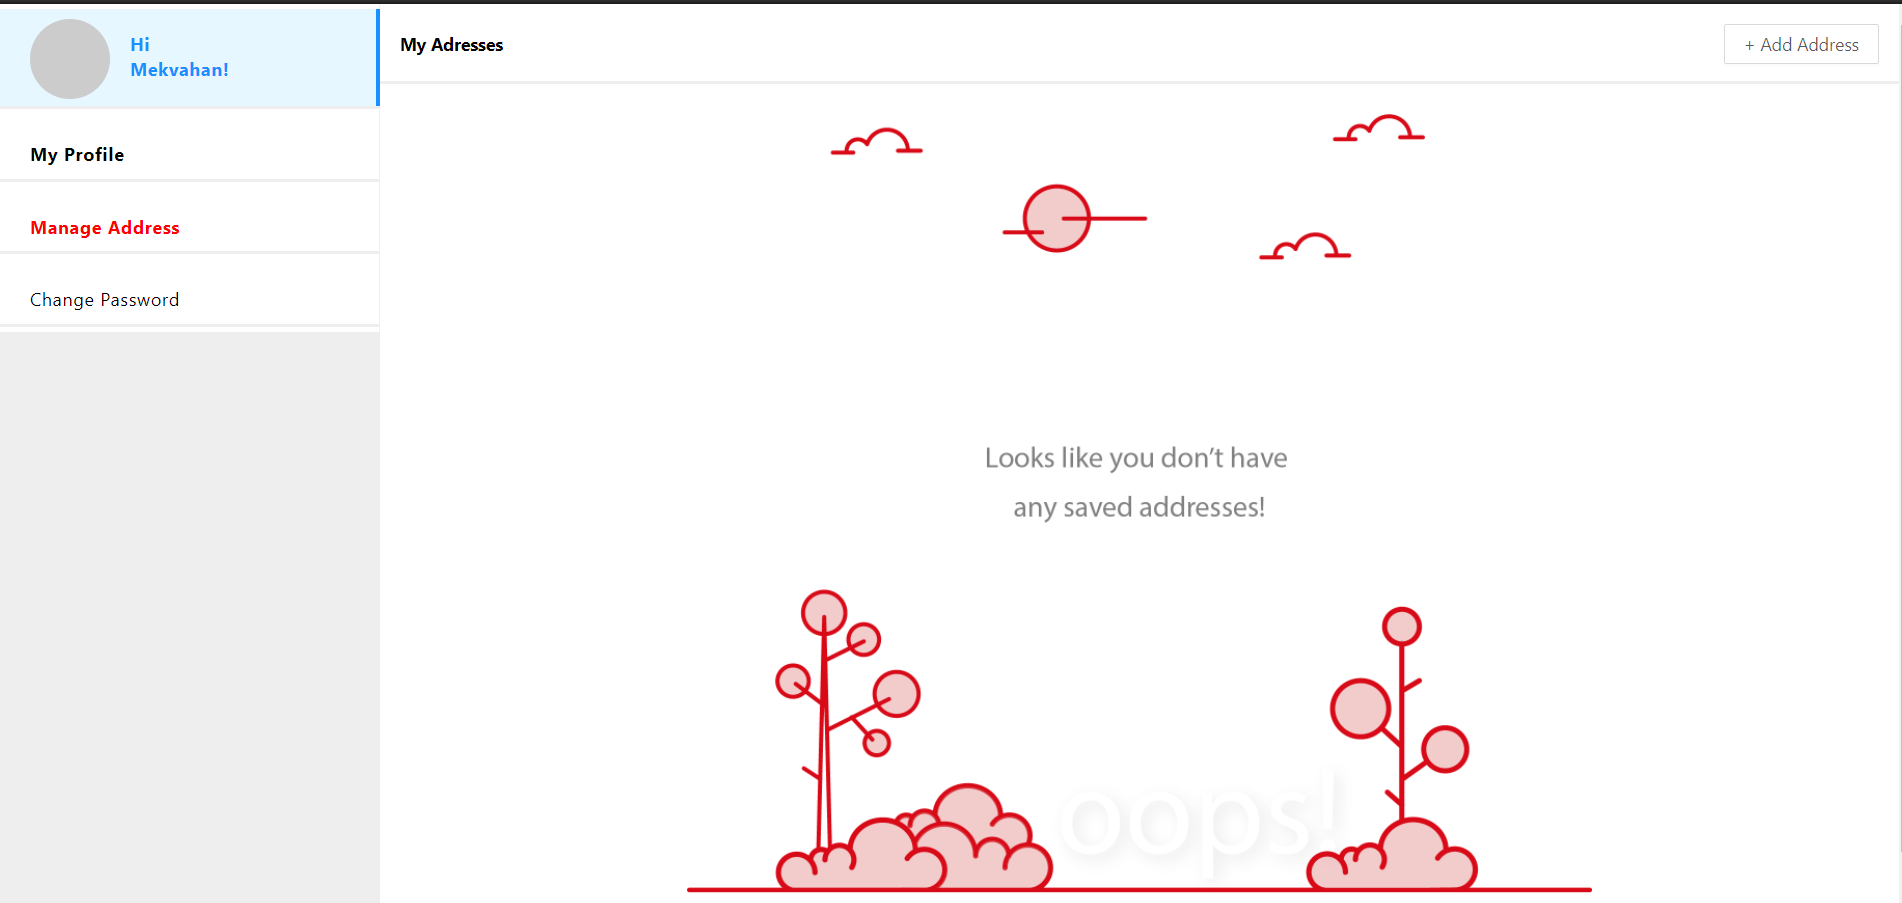 Hi
Mekvahan!
My Profile
Manage Address
Change Password
My Adresses
+ Add Address
Looks like you don’t have
any saved addresses!
oops!